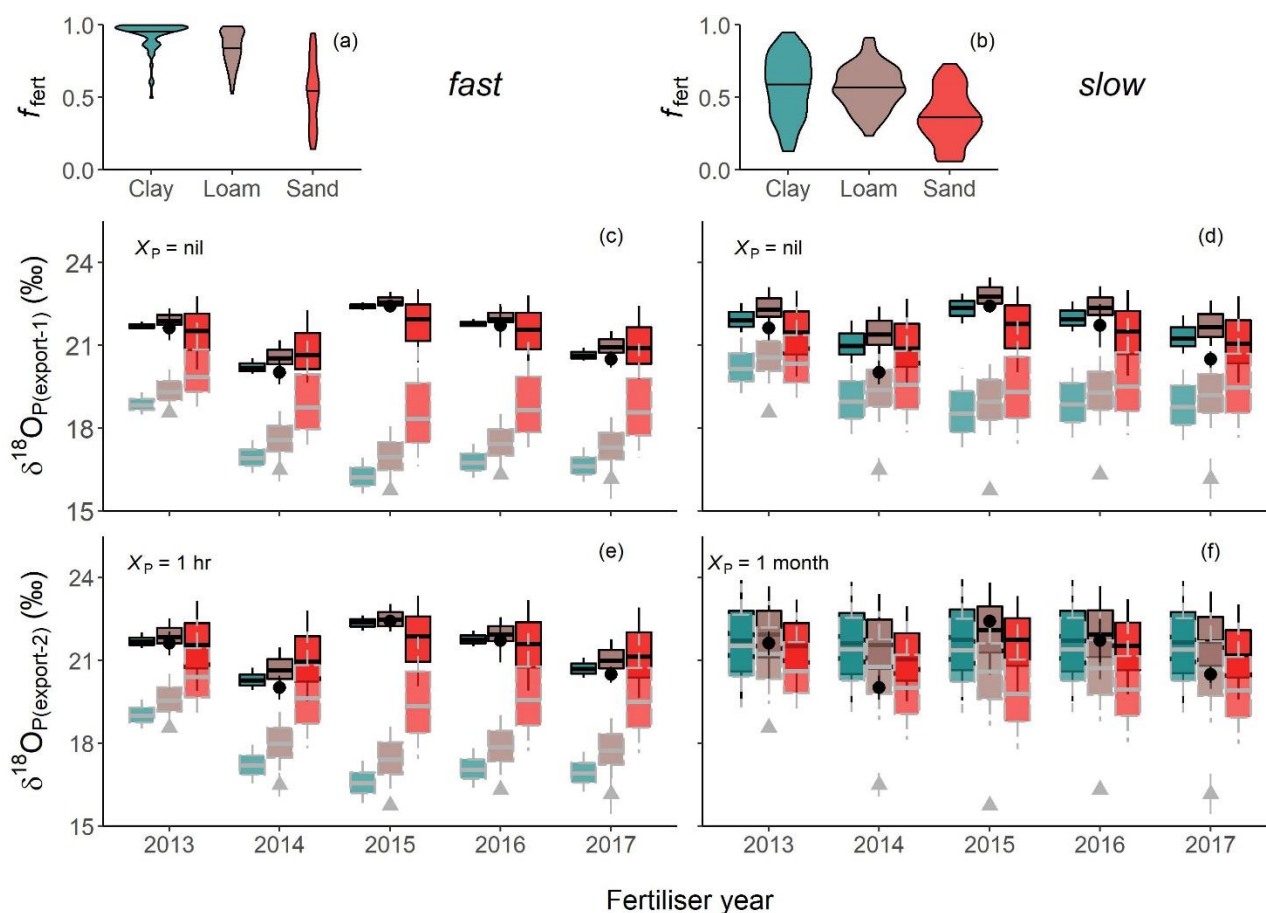 1.0
0.5
1.0
f_fert
Clay Loam Sand
(a)
fast
0.0
0.5
1.0
f_fert
Clay Loam Sand
(b)
slow
X_P = nil
(c)
24
21
18
15
δ¹⁸O_P(export-1) (‰)
X_P = nil
(d)
X_P = 1 hr
(e)
24
21
18
15
δ¹⁸O_P(export-2) (‰)
2013 2014 2015 2016 2017
X_P = 1 month
(f)
2013 2014 2015 2016 2017
Fertiliser year